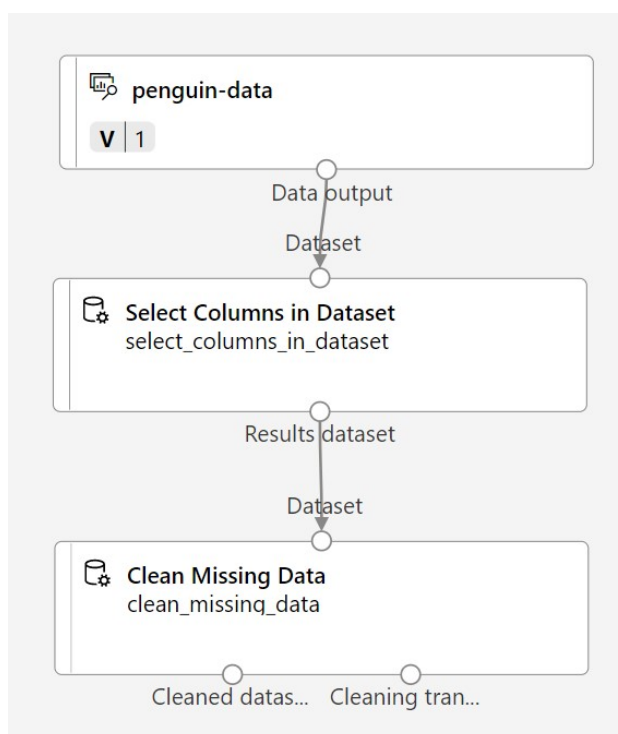 penguin-data
V 1
Data output
Dataset
Select Columns in Dataset
select_columns_in_dataset
Results dataset
Dataset
Clean Missing Data
clean_missing_data
Cleaned datas... Cleaning tran...